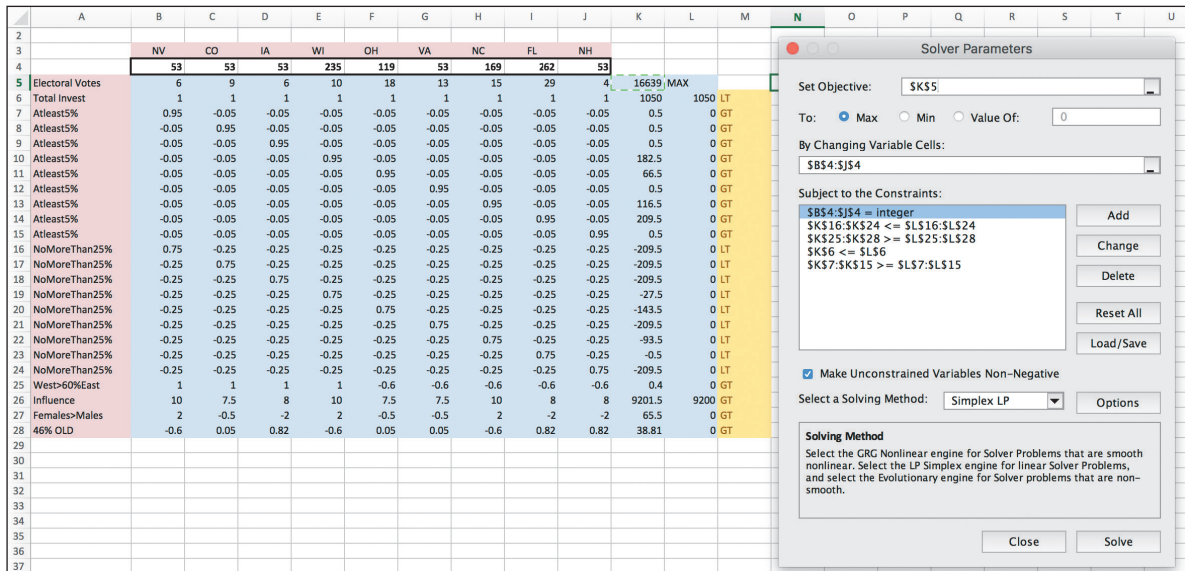 A B C D E F G H I J K L M N O P Q R S T U
2
3 NV CO IA WI OH VA NC FL NH
4 53 53 53 235 119 53 169 262 53
5 Electoral Votes 6 9 6 10 18 13 15 29 4 16639 MAX
6 Total Invest 1 1 1 1 1 1 1 1 1 1050 1050 LT
7 Atleast5% 0.95 -0.05 -0.05 -0.05 -0.05 -0.05 -0.05 -0.05 -0.05 0.5 0 GT
8 Atleast5% -0.05 0.95 -0.05 -0.05 -0.05 -0.05 -0.05 -0.05 -0.05 0.5 0 GT
9 Atleast5% -0.05 -0.05 0.95 -0.05 -0.05 -0.05 -0.05 -0.05 -0.05 0.5 0 GT
10 Atleast5% -0.05 -0.05 -0.05 0.95 -0.05 -0.05 -0.05 -0.05 -0.05 182.5 0 GT
11 Atleast5% -0.05 -0.05 -0.05 -0.05 0.95 -0.05 -0.05 -0.05 -0.05 66.5 0 GT
12 Atleast5% -0.05 -0.05 -0.05 -0.05 -0.05 0.95 -0.05 -0.05 -0.05 0.5 0 GT
13 Atleast5% -0.05 -0.05 -0.05 -0.05 -0.05 -0.05 0.95 -0.05 -0.05 116.5 0 GT
14 Atleast5% -0.05 -0.05 -0.05 -0.05 -0.05 -0.05 -0.05 0.95 -0.05 209.5 0 GT
15 Atleast5% -0.05 -0.05 -0.05 -0.05 -0.05 -0.05 -0.05 -0.05 0.95 0.5 0 GT
16 NoMoreThan25% 0.75 -0.25 -0.25 -0.25 -0.25 -0.25 -0.25 -0.25 -0.25 -209.5 0 LT
17 NoMoreThan25% -0.25 0.75 -0.25 -0.25 -0.25 -0.25 -0.25 -0.25 -0.25 -209.5 0 LT
18 NoMoreThan25% -0.25 -0.25 0.75 -0.25 -0.25 -0.25 -0.25 -0.25 -0.25 -209.5 0 LT
19 NoMoreThan25% -0.25 -0.25 -0.25 0.75 -0.25 -0.25 -0.25 -0.25 -0.25 -27.5 0 LT
20 NoMoreThan25% -0.25 -0.25 -0.25 -0.25 0.75 -0.25 -0.25 -0.25 -0.25 -143.5 0 LT
21 NoMoreThan25% -0.25 -0.25 -0.25 -0.25 -0.25 0.75 -0.25 -0.25 -0.25 -209.5 0 LT
22 NoMoreThan25% -0.25 -0.25 -0.25 -0.25 -0.25 -0.25 0.75 -0.25 -0.25 -93.5 0 LT
23 NoMoreThan25% -0.25 -0.25 -0.25 -0.25 -0.25 -0.25 -0.25 0.75 -0.25 -0.5 0 LT
24 NoMoreThan25% -0.25 -0.25 -0.25 -0.25 -0.25 -0.25 -0.25 -0.25 0.75 -209.5 0 LT
25 West>60%East 1 1 1 1 -0.6 -0.6 -0.6 -0.6 -0.6 0.4 0 GT
26 Influence 10 7.5 8 10 7.5 7.5 10 8 8 9201.5 9200 GT
27 Females>Males 2 -0.5 -2 2 -0.5 -0.5 2 -2 -2 65.5 0 GT
28 46% OLD -0.6 0.05 0.82 -0.6 0.05 0.05 -0.6 0.82 0.82 38.81 0 GT
29
30
31
32
33
34
35
36
37
Solver Parameters
Set Objective: $K$5
To: Max Min Value Of: 0
By Changing Variable Cells:
$B$4:$J$4
Subject to the Constraints:
$B$4:$J$4 = integer
$K$16:$K$24 <= $L$16:$L$24
$K$25:$K$28 >= $L$25:$L$28
$K$6 <= $L$6
$K$7:$K$15 >= $L$7:$L$15
Add
Change
Delete
Reset All
Load/Save
Make Unconstrained Variables Non-Negative
Select a Solving Method: Simplex LP Options
Solving Method
Select the GRG Nonlinear engine for Solver Problems that are smooth
nonlinear. Select the LP Simplex engine for linear Solver Problems,
and select the Evolutionary engine for Solver problems that are non-
smooth.
Close Solve